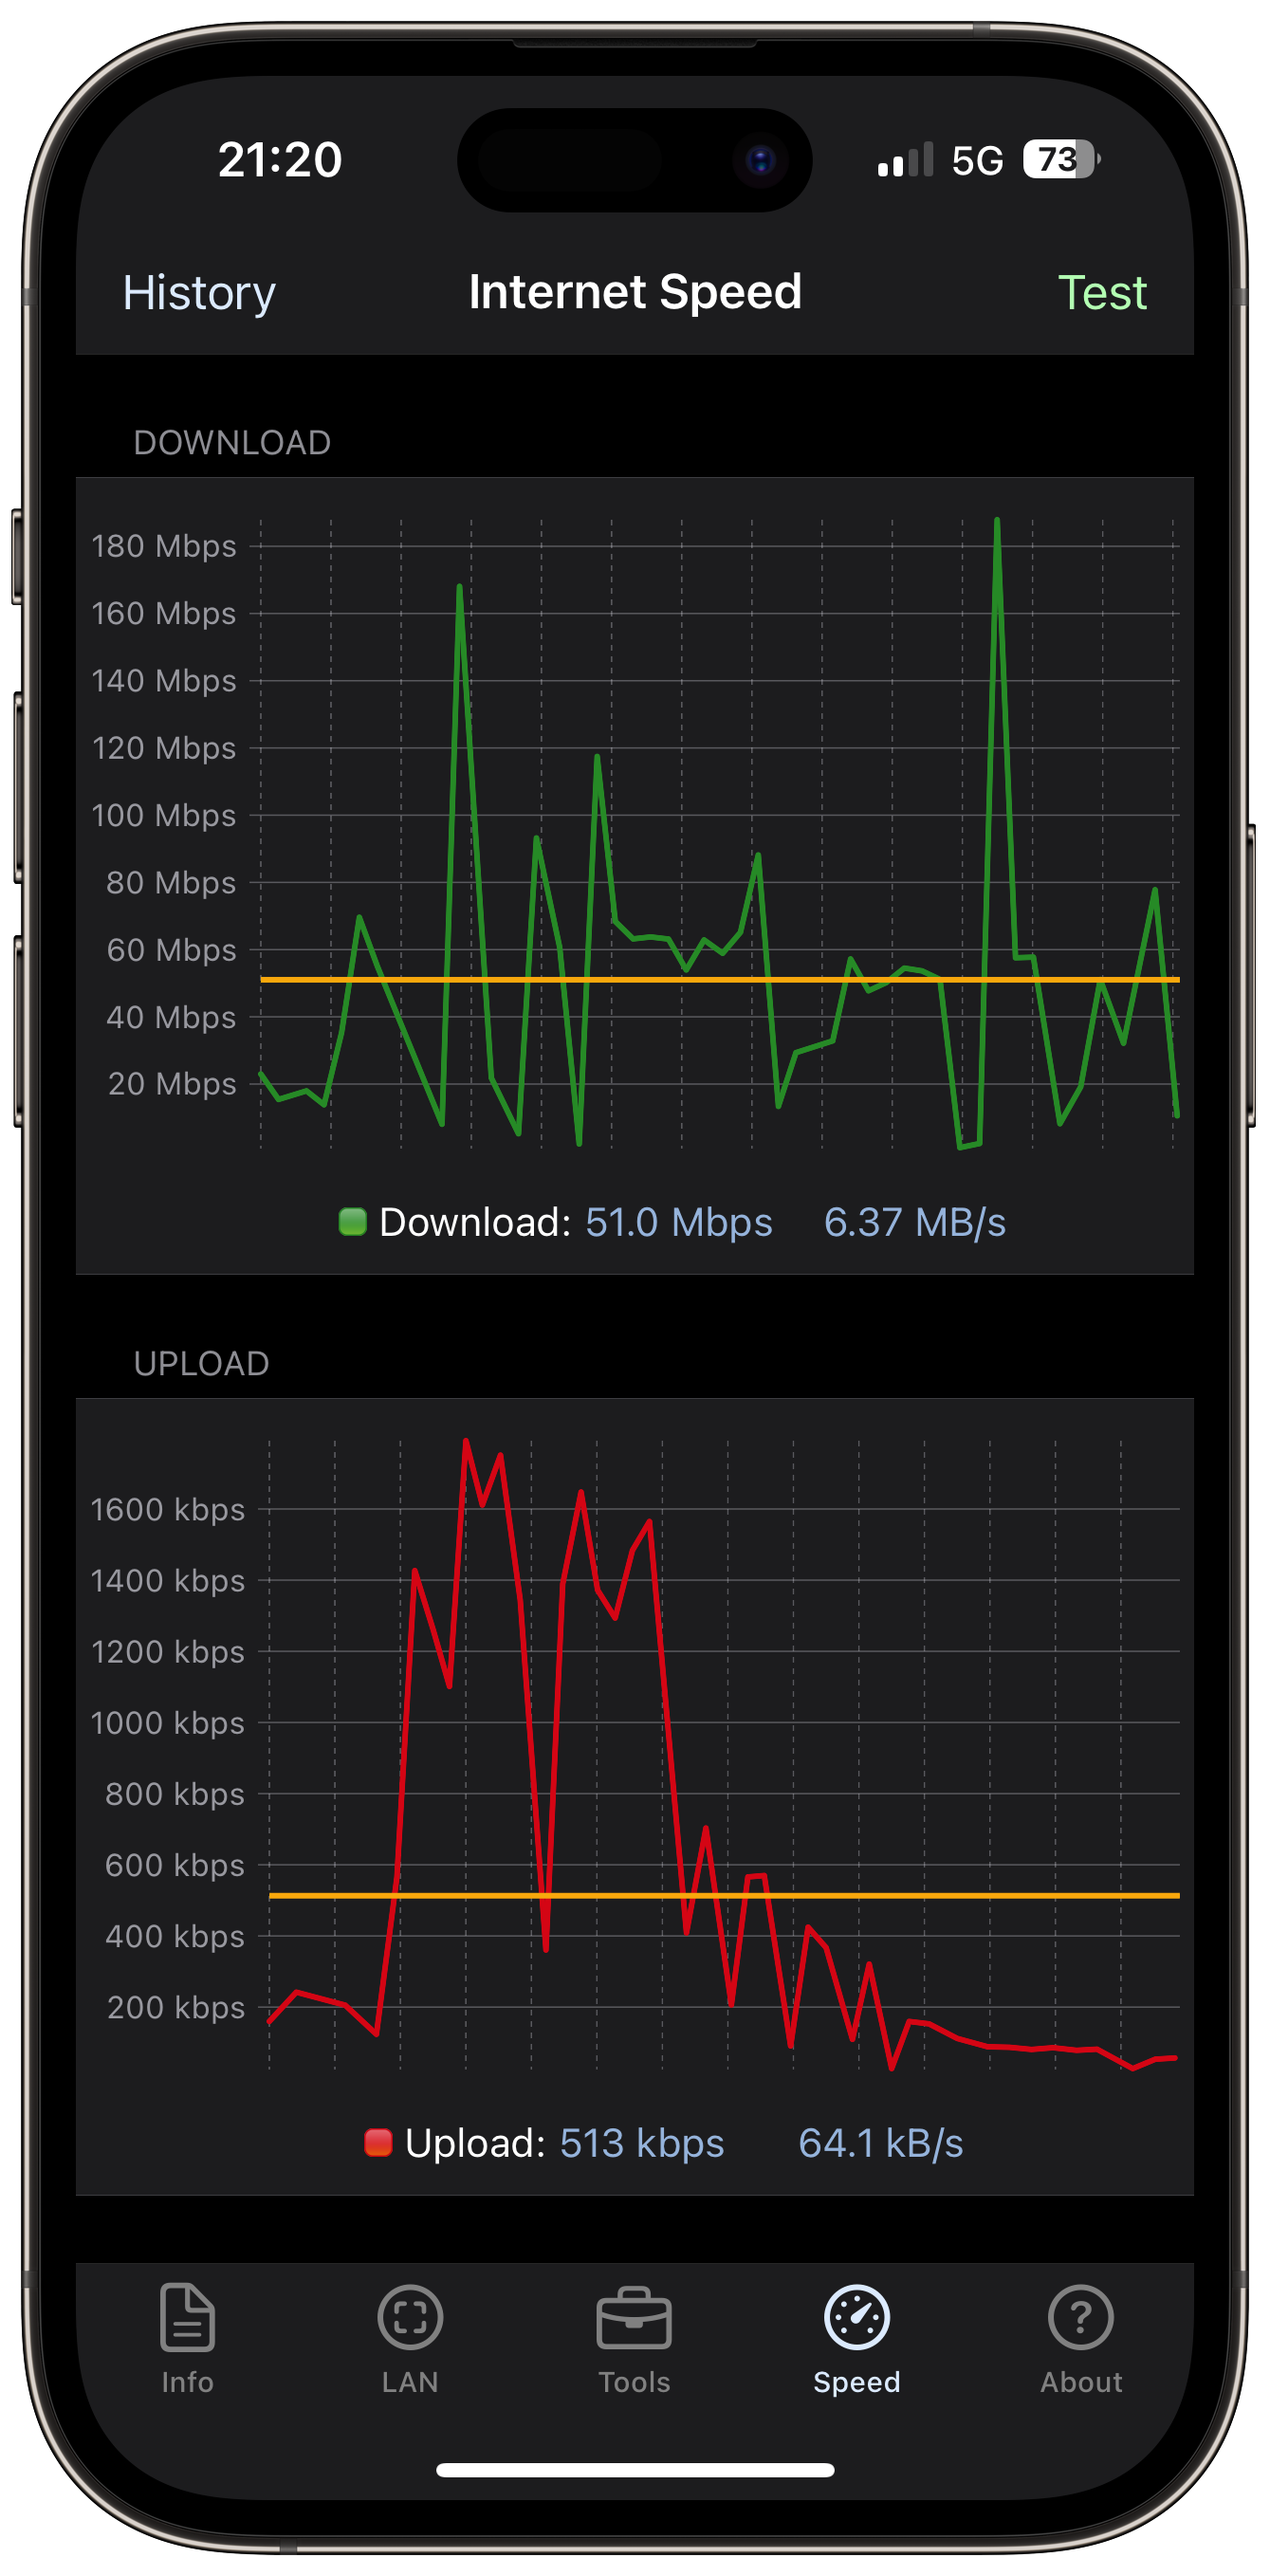 21:20 5G 73
History Internet Speed Test
DOWNLOAD
180 Mbps
160 Mbps
140 Mbps
120 Mbps
100 Mbps
80 Mbps
60 Mbps
40 Mbps
20 Mbps
Download: 51.0 Mbps 6.37 MB/s
UPLOAD
1600 kbps
1400 kbps
1200 kbps
1000 kbps
800 kbps
600 kbps
400 kbps
200 kbps
Upload: 513 kbps 64.1 kB/s
Info LAN Tools Speed About